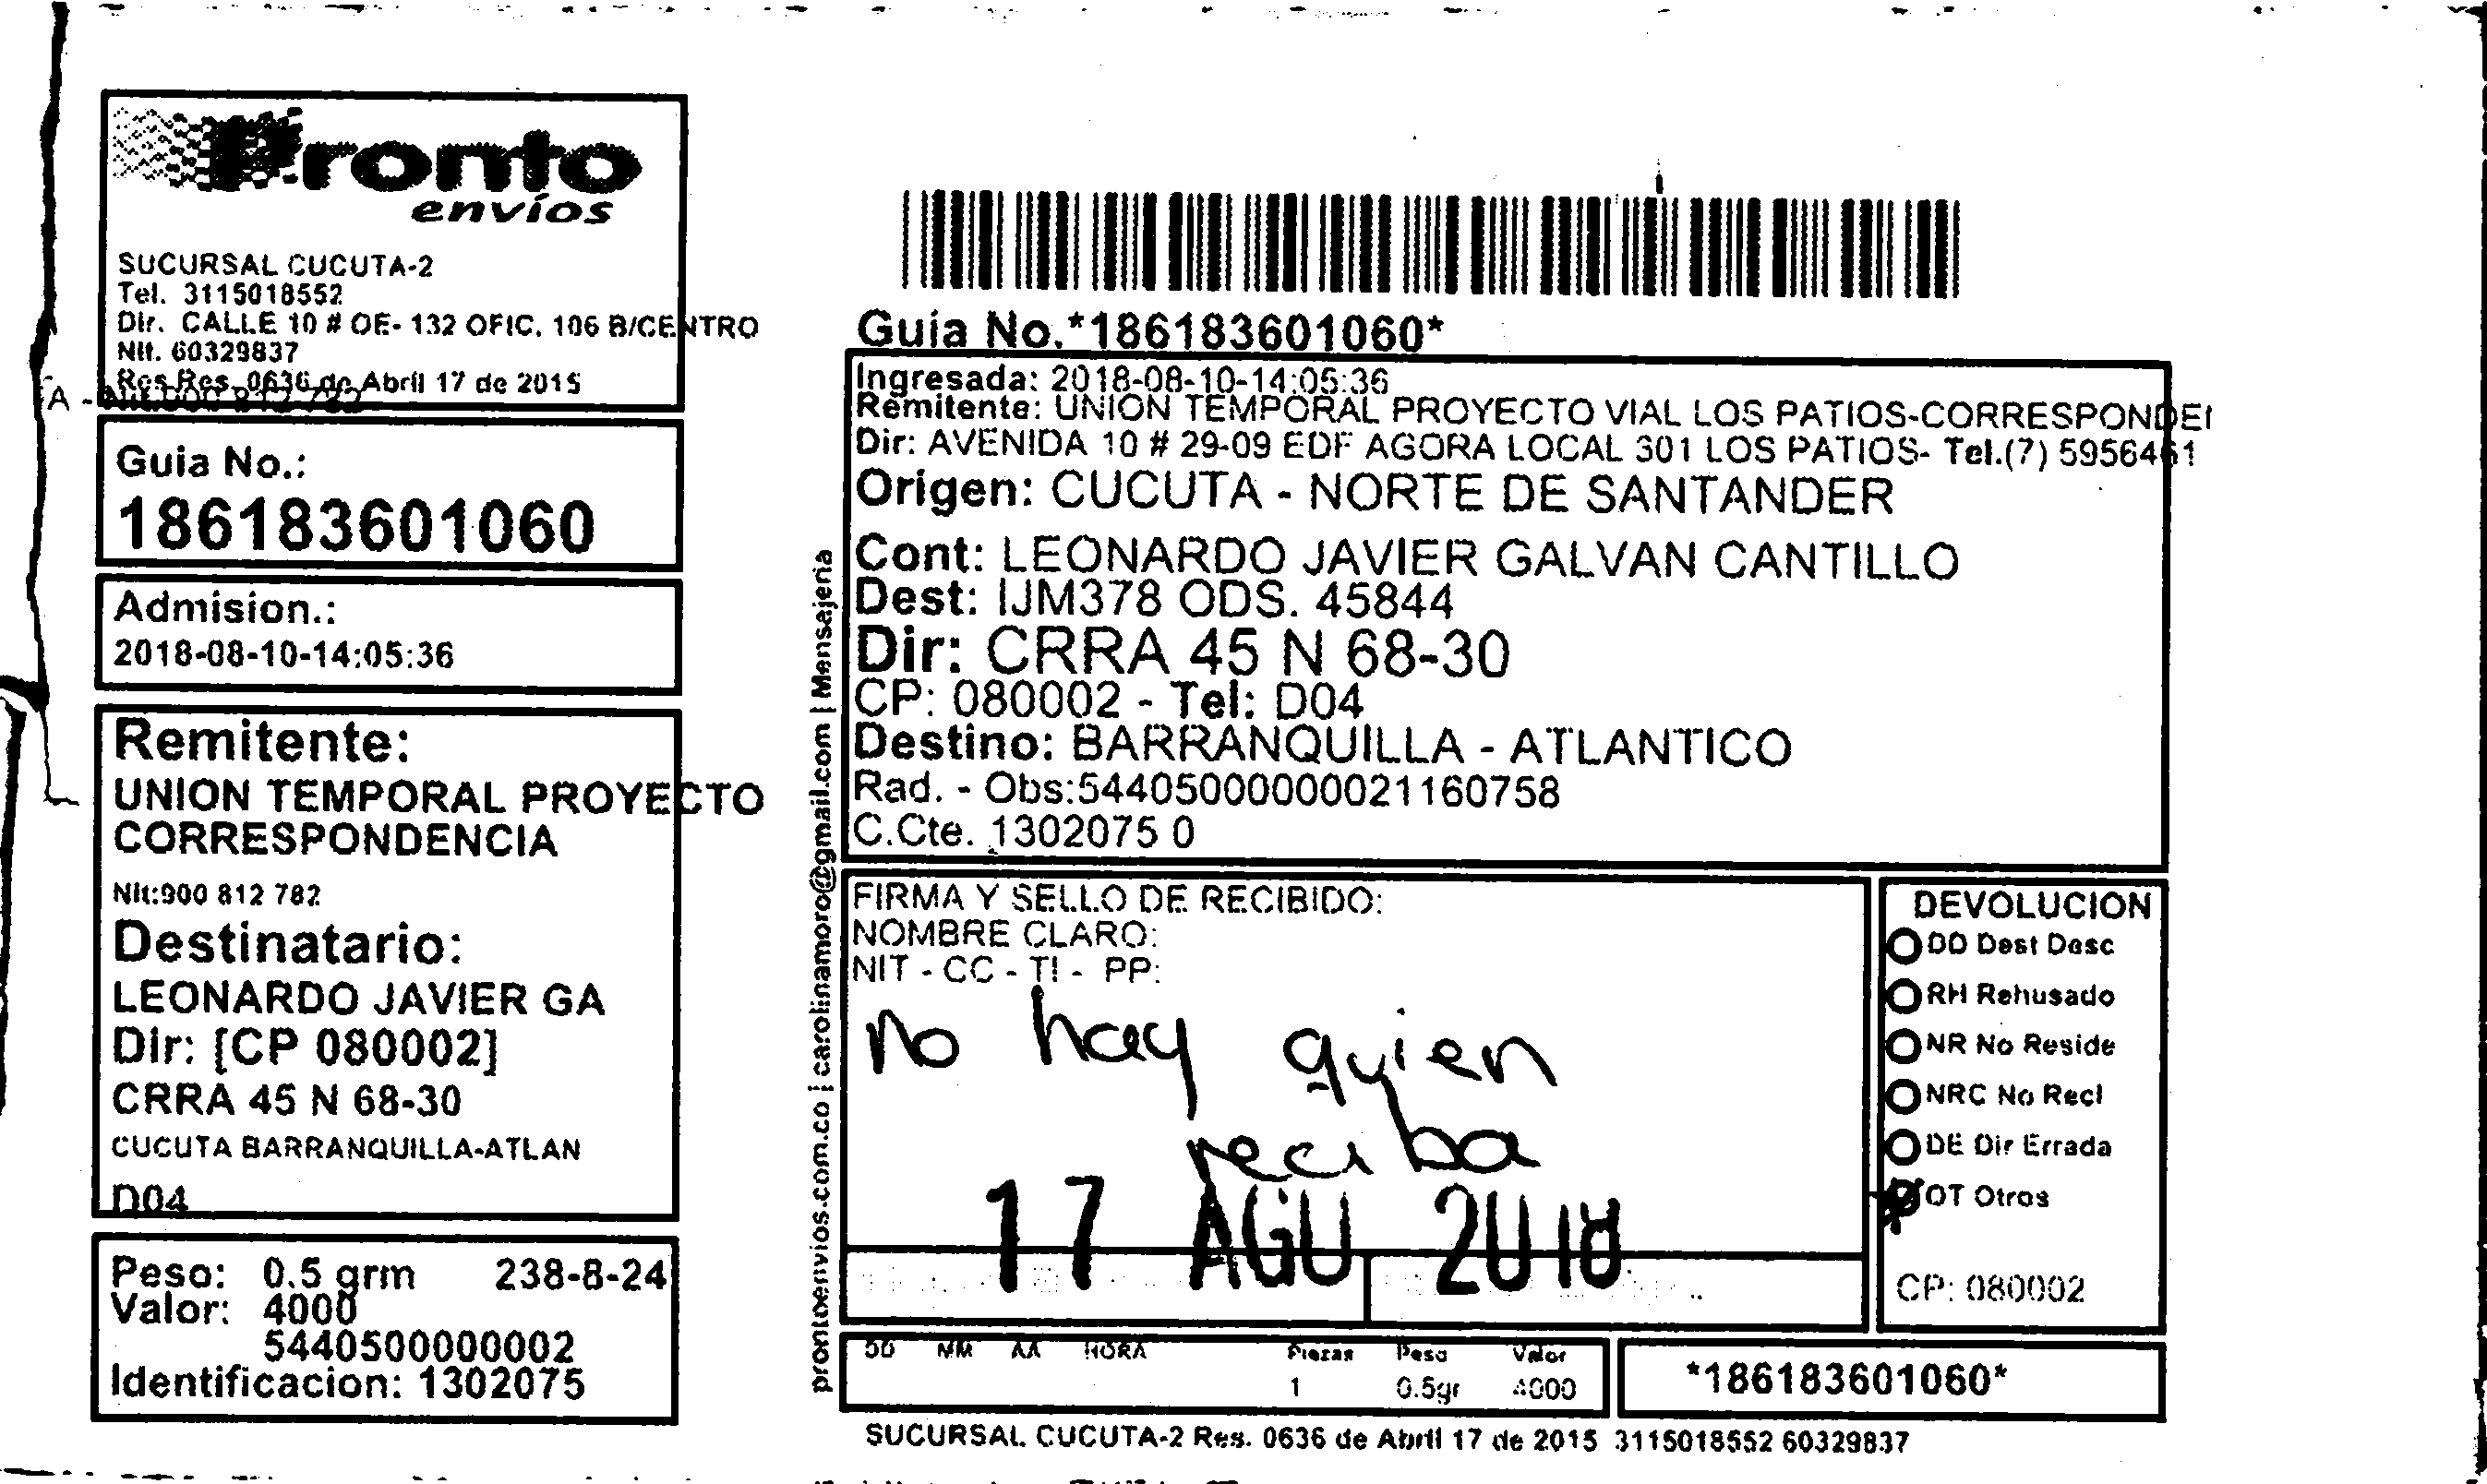 Pronto
envíos
SUCURSAL CUCUTA-2
Tel. 3115018552
Dir. CALLE 10 # OE- 132 OFIC. 106 B/CENTRO
Nit. 60329837
Res Res. 0636 de Abril 17 de 2015
Guia No.:
186183601060
Admision.:
2018-08-10-14:05:36
Remitente:
UNION TEMPORAL PROYECTO
CORRESPONDENCIA
Nit:900 812 782
Destinatario:
LEONARDO JAVIER GA
Dir: [CP 080002]
CRRA 45 N 68-30
CUCUTA BARRANQUILLA-ATLAN
D04
Peso: 0.5 grm 238-8-24
Valor: 4000
5440500000002
Identificacion: 1302075
prontoenvios.com.co | carolinamoro@gmail.com | Mensajeria
Guia No.*186183601060*
Ingresada: 2018-08-10-14:05:36
Remitente: UNION TEMPORAL PROYECTO VIAL LOS PATIOS-CORRESPONDEN
Dir: AVENIDA 10 # 29-09 EDF AGORA LOCAL 301 LOS PATIOS- Tel.(7) 5956461
Origen: CUCUTA - NORTE DE SANTANDER
Cont: LEONARDO JAVIER GALVAN CANTILLO
Dest: IJM378 ODS. 45844
Dir: CRRA 45 N 68-30
CP: 080002 - Tel: D04
Destino: BARRANQUILLA - ATLANTICO
Rad. - Obs:5440500000002116075​8
C.Cte. 1302075 0
FIRMA Y SELLO DE RECIBIDO:
NOMBRE CLARO:
NIT - CC - TI - PP:
no hay quien
reciba
17 AGO 2018
DEVOLUCION
DD Dest Desc
RH Rehusado
NR No Reside
NRC No Recl
DE Dir Errada
OT Otros
CP: 080002
DD MM AA HORA Piezas Peso Valor
1 0.5gr 4000
*186183601060*
SUCURSAL CUCUTA-2 Res. 0636 de Abril 17 de 2015 3115018552 60329837